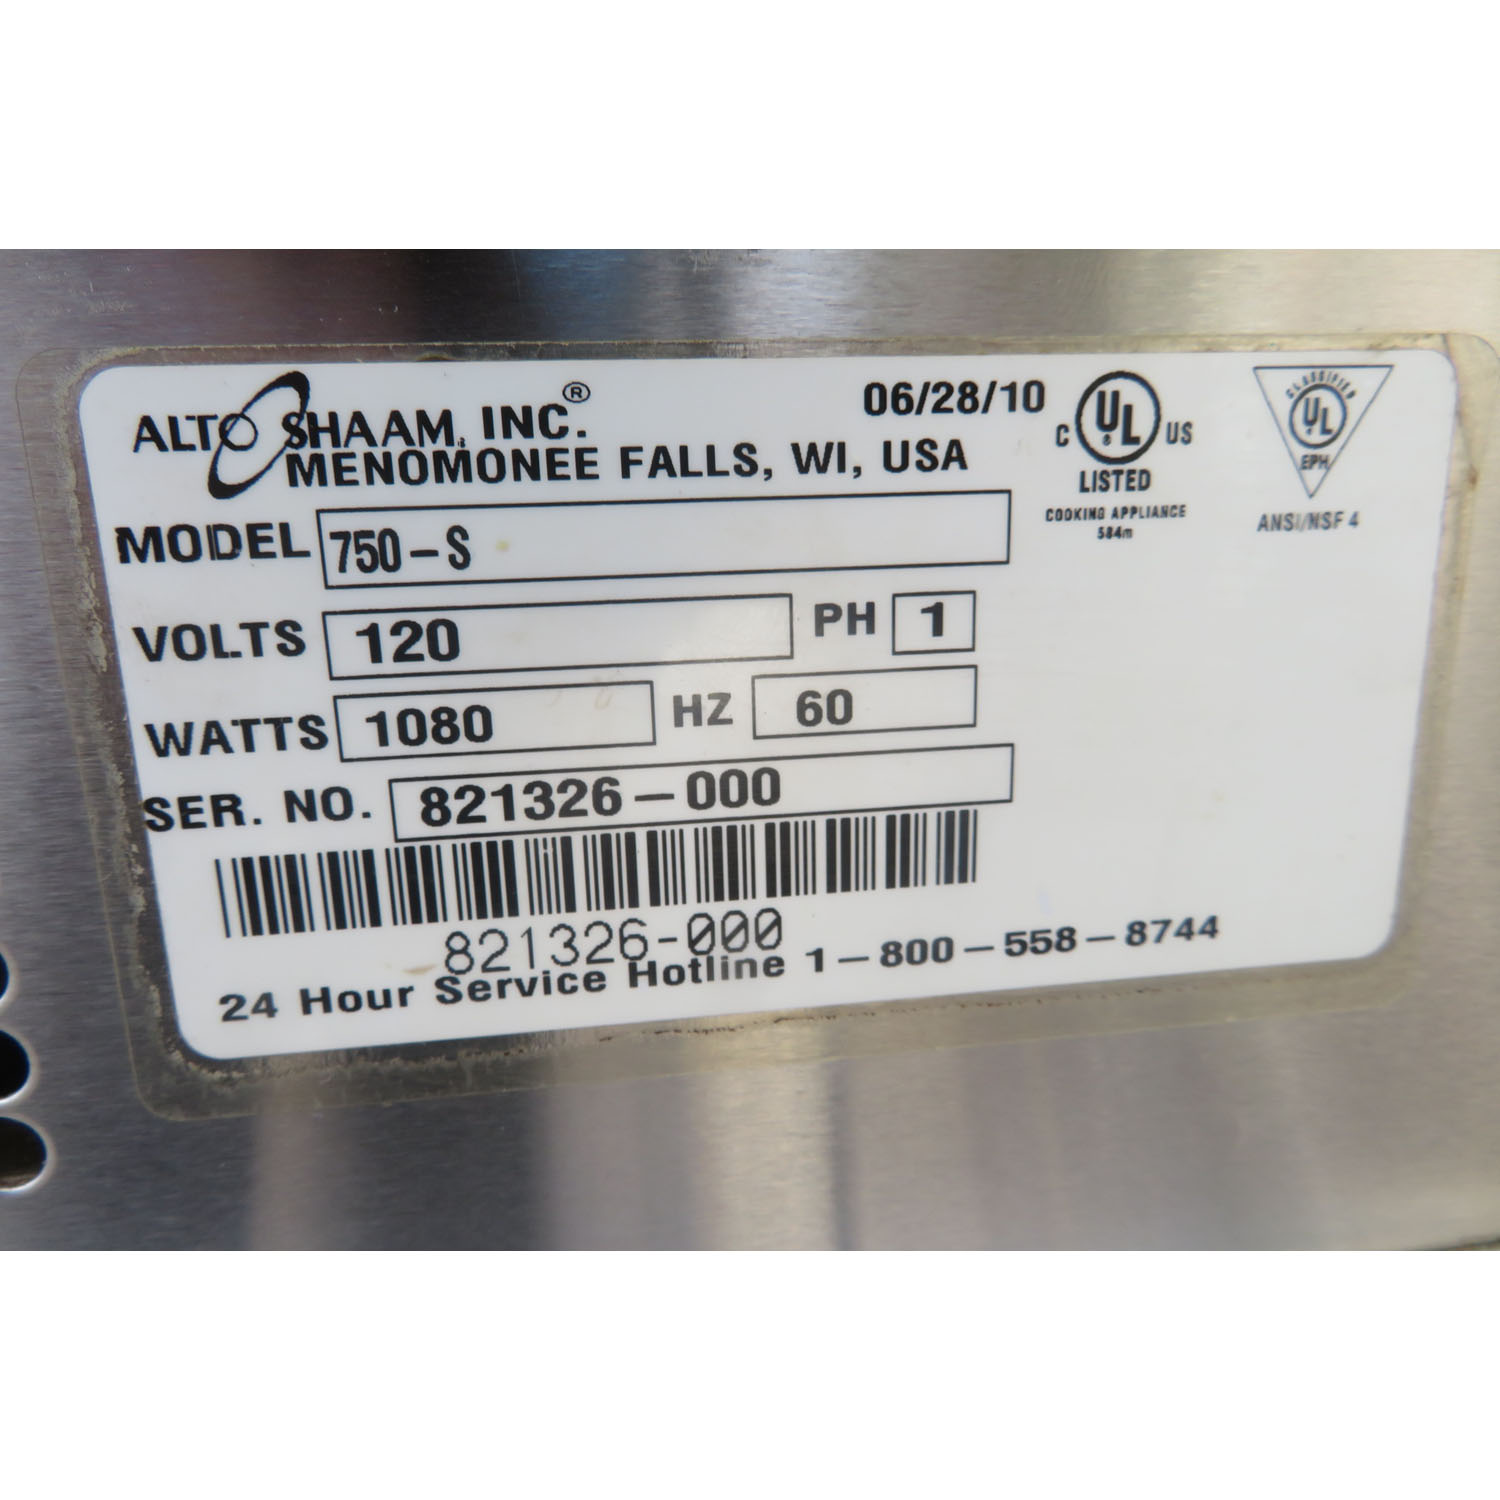 ALTO SHAAM, INC.® 06/28/10
MENOMONEE FALLS, WI, USA
C UL ® US
LISTED
COOKING APPLIANCE
584m
CLASSIFIED
UL
EPH
ANSI/NSF 4
MODEL 750-S
VOLTS 120 PH 1
WATTS 1080 HZ 60
SER. NO. 821326-000
821326-000
24 Hour Service Hotline 1-800-558-8744